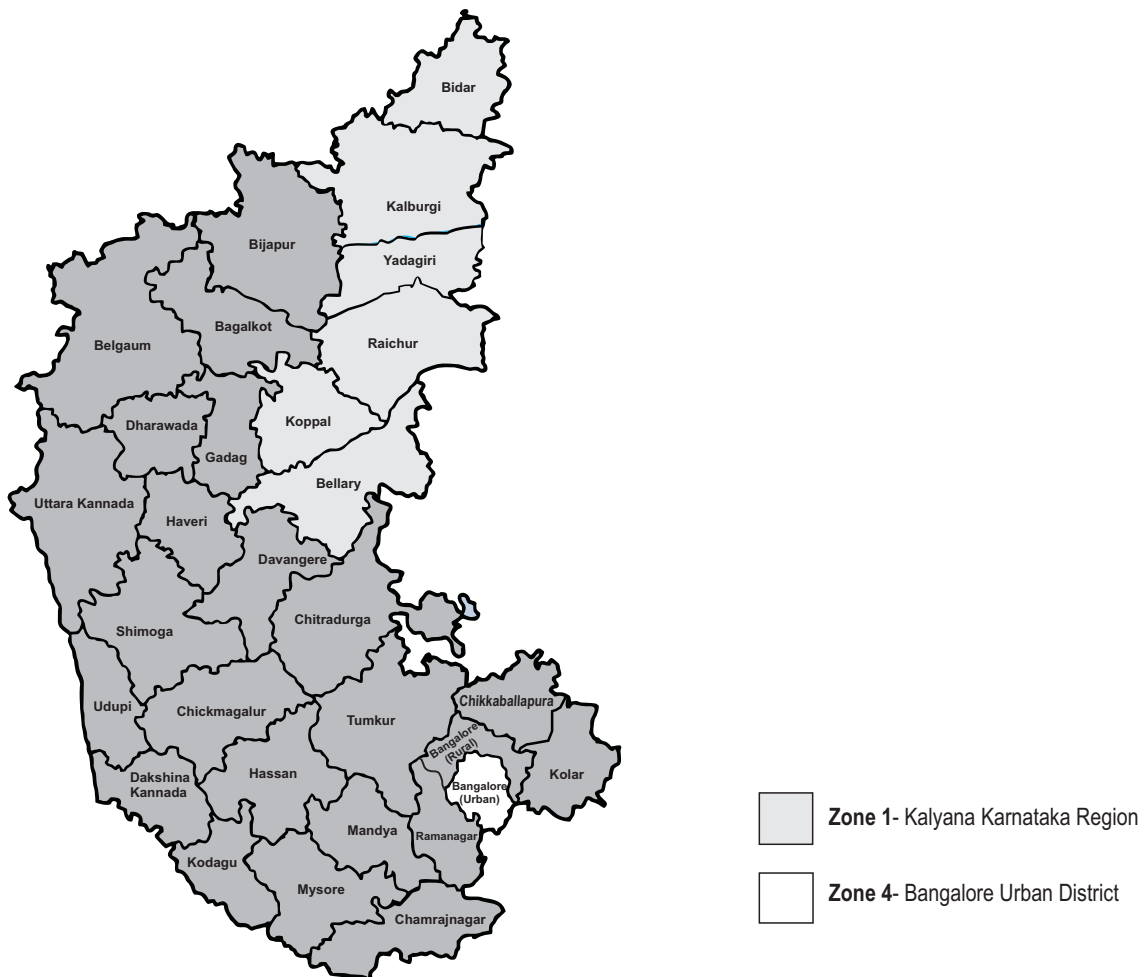 Bidar
Kalburgi
Bijapur
Yadagiri
Bagalkot
Raichur
Belgaum
Koppal
Dharawada
Gadag
Bellary
Uttara Kannada
Haveri
Davangere
Chitradurga
Shimoga
Chikkaballapura
Udupi
Chickmagalur
Tumkur
Bangalore
(Rural)
Hassan
Kolar
Dakshina
Kannada
Bangalore
(Urban)
Mandya
Ramanagar
Kodagu
Mysore
Chamrajnagar
Zone 1- Kalyana Karnataka Region
Zone 4- Bangalore Urban District